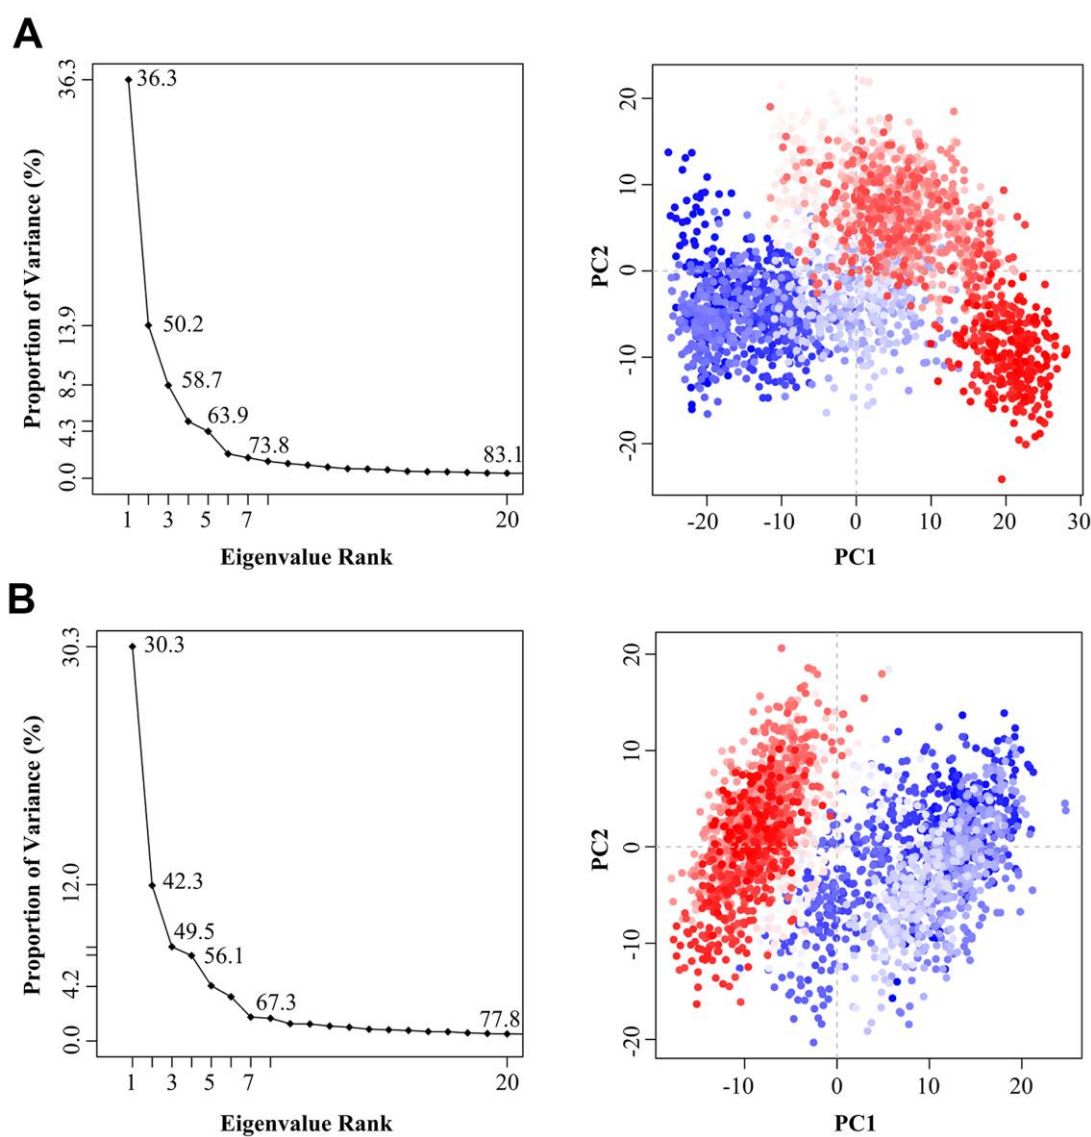 A
Proportion of Variance (%)
36.3
13.9
8.5
4.3
0.0
36.3
50.2
58.7
63.9
73.8
83.1
1 3 5 7 20
Eigenvalue Rank
PC2
20
10
0
-10
-20
-20 -10 0 10 20 30
PC1
B
Proportion of Variance (%)
30.3
12.0
4.2
0.0
30.3
42.3
49.5
56.1
67.3
77.8
1 3 5 7 20
Eigenvalue Rank
PC2
20
10
0
-10
-20
-10 0 10 20
PC1